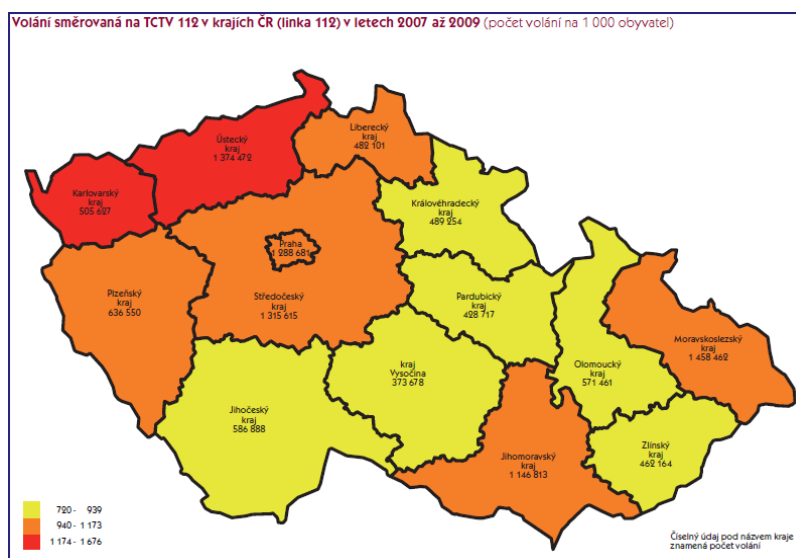 Volání směrovaná na TCTV 112 v krajích ČR (linka 112) v letech 2007 až 2009 (počet volání na 1 000 obyvatel)
Ústecký
kraj
1 374 472
Liberecký
kraj
482 101
Karlovarský
kraj
505 627
Královéhradecký
kraj
489 254
Praha
1 288 681
Plzeňský
kraj
636 550
Středočeský
kraj
1 315 615
Pardubický
kraj
428 717
Moravskoslezský
kraj
1 458 462
kraj
Vysočina
373 678
Olomoucký
kraj
571 461
Jihočeský
kraj
586 888
Jihomoravský
kraj
1 146 813
Zlínský
kraj
462 164
720 - 939
940 - 1 173
1 174 - 1 676
Číselný údaj pod názvem kraje
znamená počet volání